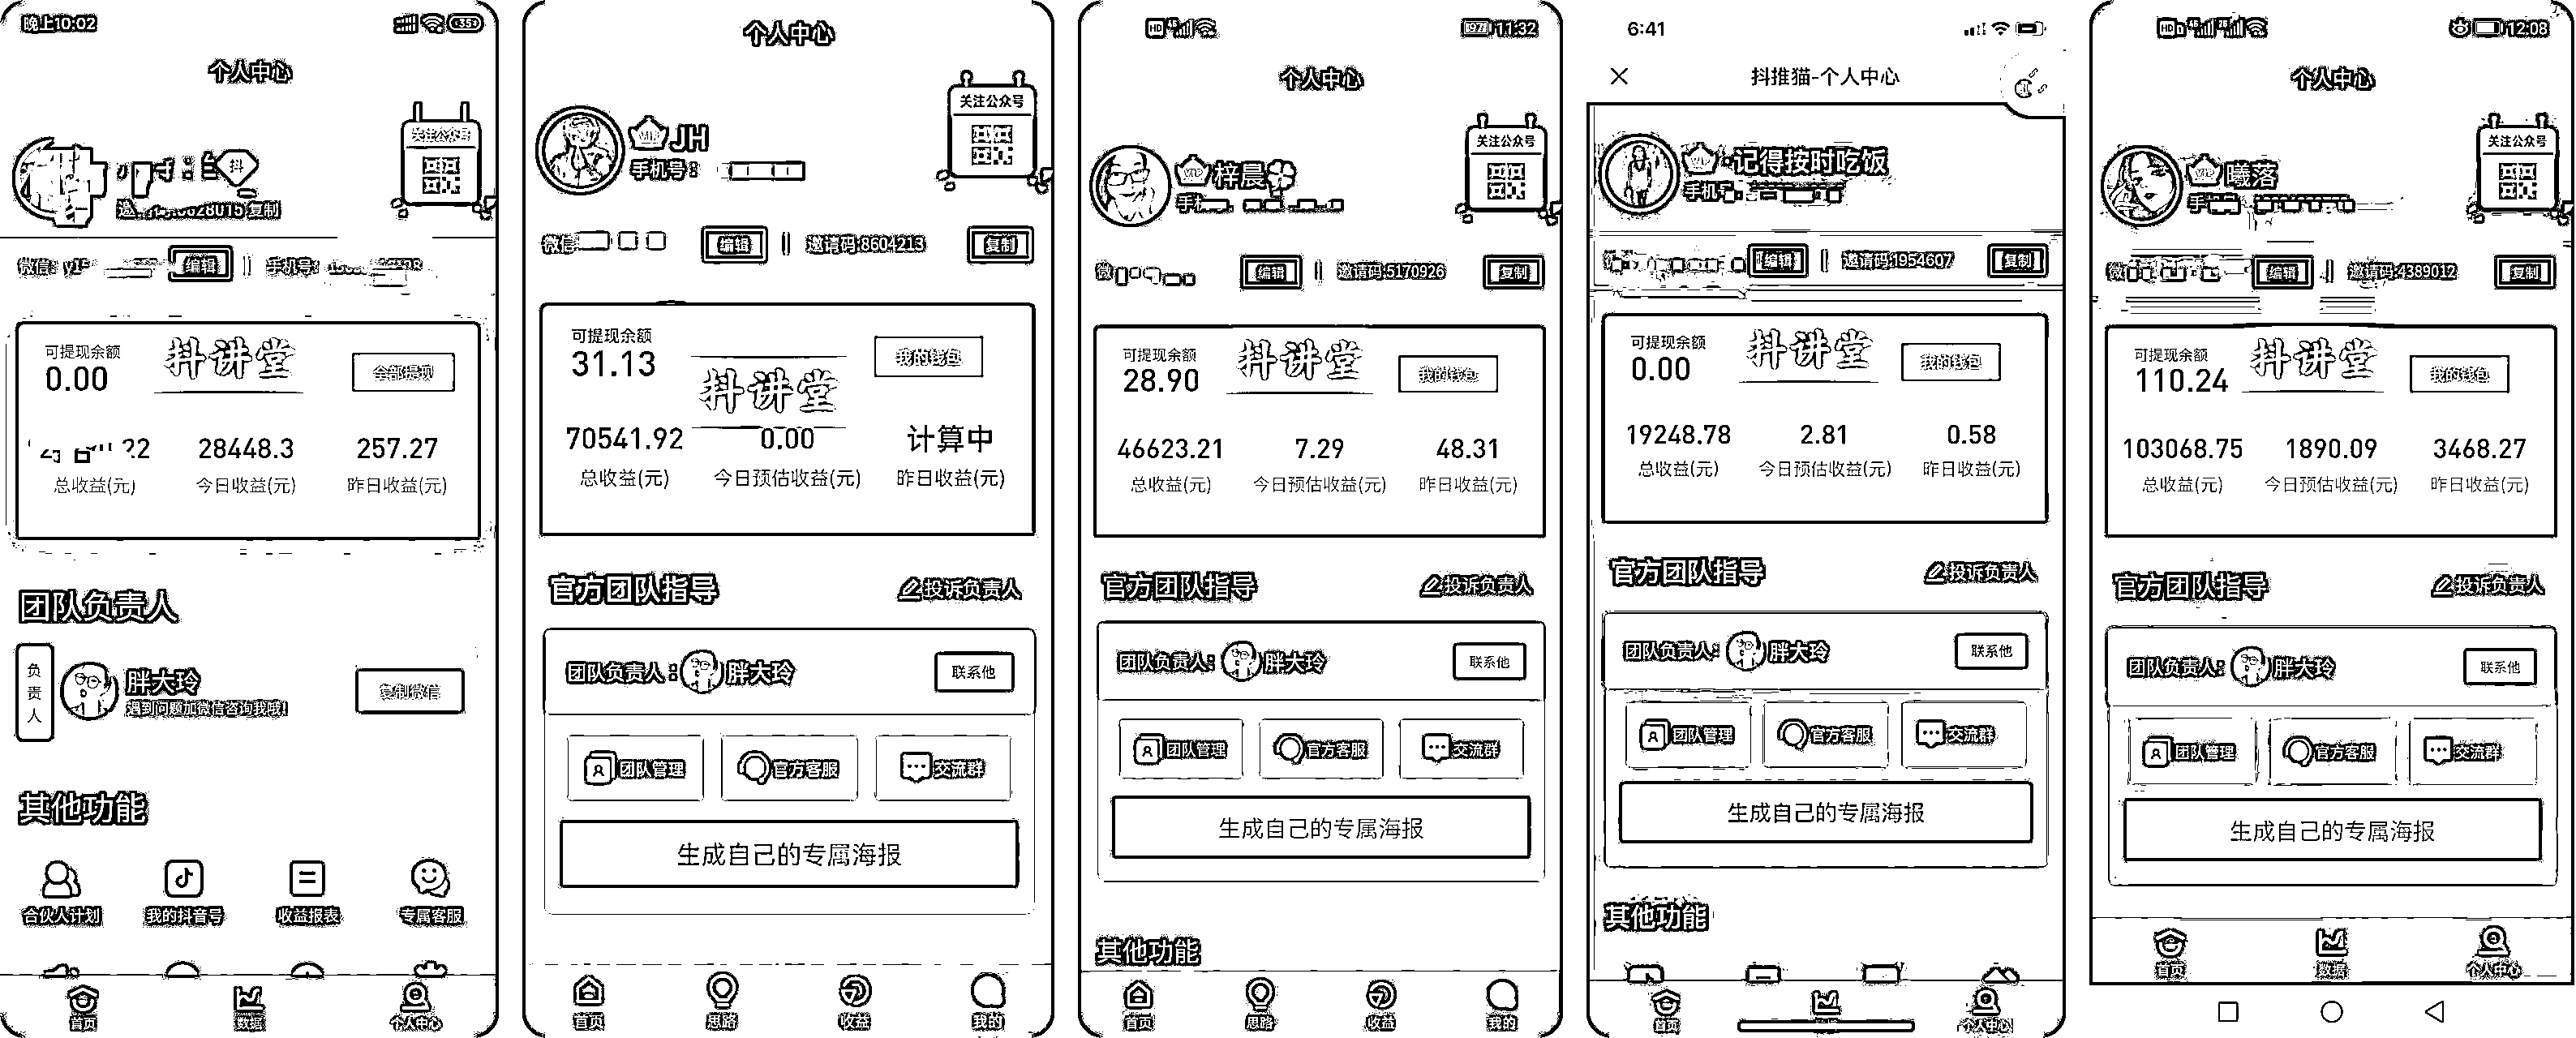 晚上10:02
35
个人中心
关注公众号
抖
复制
微信:
编辑
手机号:
可提现余额
0.00
抖讲堂
全部提现
28448.3
257.27
总收益(元)
今日收益(元)
昨日收益(元)
团队负责人
负责人
胖大玲
遇到问题加微信咨询我哦!
复制微信
其他功能
合伙人计划
我的抖音号
收益报表
专属客服
首页
数据
个人中心
个人中心
关注公众号
VIP
JH
手机号:
微信
编辑
邀请码:8604213
复制
可提现余额
31.13
抖讲堂
我的钱包
70541.92
0.00
计算中
总收益(元)
今日预估收益(元)
昨日收益(元)
官方团队指导
投诉负责人
团队负责人:
胖大玲
联系他
团队管理
官方客服
交流群
生成自己的专属海报
首页
思路
收益
我的
HD
11:32
个人中心
关注公众号
VIP
梓晨
编辑
邀请码:5170926
复制
可提现余额
28.90
抖讲堂
我的钱包
46623.21
7.29
48.31
总收益(元)
今日预估收益(元)
昨日收益(元)
官方团队指导
投诉负责人
团队负责人:
胖大玲
联系他
团队管理
官方客服
交流群
生成自己的专属海报
其他功能
首页
思路
收益
我的
6:41
抖推猫-个人中心
VIP
记得按时吃饭
编辑
邀请码:1954607
复制
可提现余额
0.00
抖讲堂
我的钱包
19248.78
2.81
0.58
总收益(元)
今日预估收益(元)
昨日收益(元)
官方团队指导
投诉负责人
团队负责人:
胖大玲
联系他
团队管理
官方客服
交流群
生成自己的专属海报
其他功能
首页
个人中心
12:08
个人中心
关注公众号
VIP
曦落
编辑
邀请码:4389012
复制
可提现余额
110.24
抖讲堂
我的钱包
103068.75
1890.09
3468.27
总收益(元)
今日预估收益(元)
昨日收益(元)
官方团队指导
投诉负责人
团队负责人:
胖大玲
联系他
团队管理
官方客服
交流群
生成自己的专属海报
首页
数据
个人中心